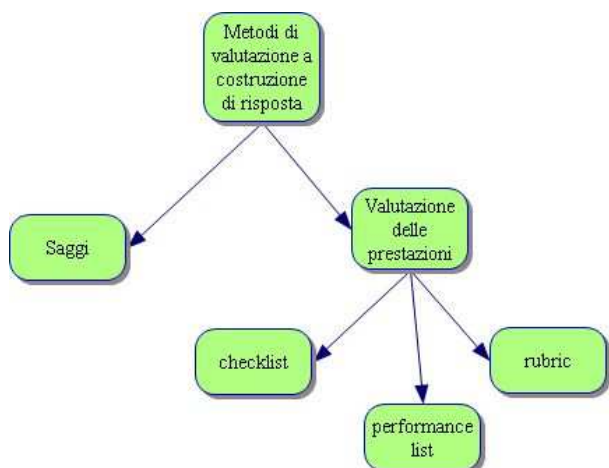 Metodi di
valutazione a
costruzione
di risposta
Saggi
Valutazione
delle
prestazioni
checklist
rubric
performance
list